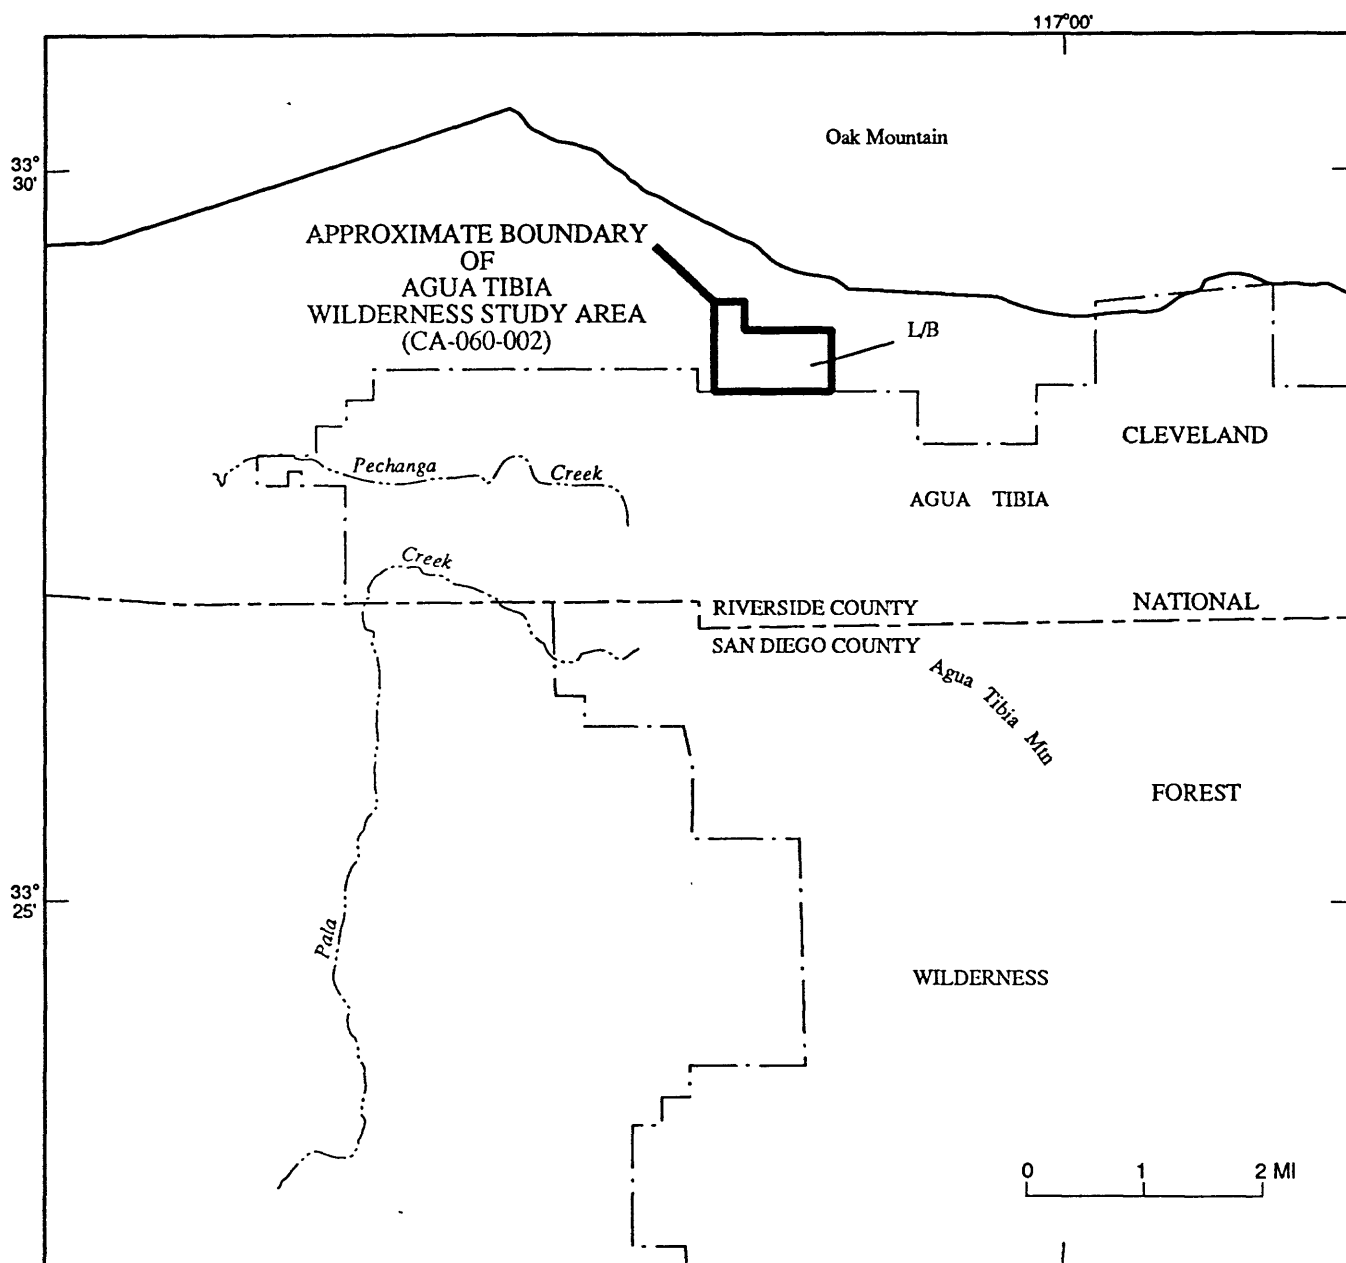 117°00'
Oak Mountain
33°
30'
APPROXIMATE BOUNDARY
OF
AGUA TIBIA
WILDERNESS STUDY AREA
(CA-060-002)
L/B
CLEVELAND
Pechanga Creek
AGUA TIBIA
Creek
RIVERSIDE COUNTY
NATIONAL
SAN DIEGO COUNTY
Agua Tibia Mtn
FOREST
33°
25'
Pala
WILDERNESS
0 1 2 MI